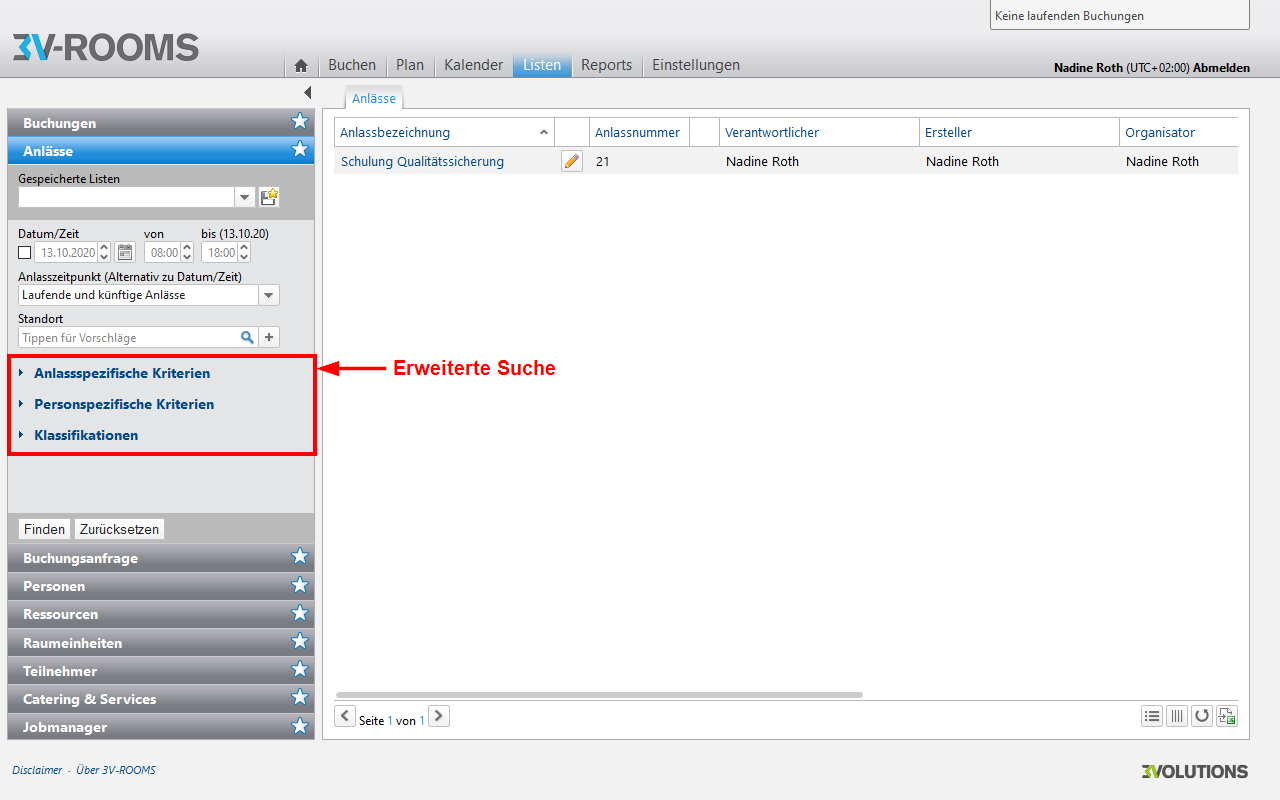 Keine laufenden Buchungen
3V-ROOMS
Buchen Plan Kalender Listen Reports Einstellungen
Nadine Roth (UTC+02:00) Abmelden
Buchungen
Anlässe
Gespeicherte Listen
Datum/Zeit von bis (13.10.20)
13.10.2020 08:00 18:00
Anlasszeitpunkt (Alternativ zu Datum/Zeit)
Laufende und künftige Anlässe
Standort
Tippen für Vorschläge
Anlassspezifische Kriterien
Personspezifische Kriterien
Klassifikationen
Erweiterte Suche
Finden Zurücksetzen
Buchungsanfrage
Personen
Ressourcen
Raumeinheiten
Teilnehmer
Catering & Services
Jobmanager
Anlässe
Anlassbezeichnung Anlassnummer Verantwortlicher Ersteller Organisator
Schulung Qualitätssicherung 21 Nadine Roth Nadine Roth Nadine Roth
Seite 1 von 1
Disclaimer - Über 3V-ROOMS
3VOLUTIONS